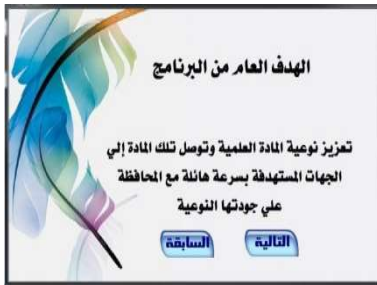 الهدف العام من البرنامج
تعزيز نوعية المادة العلمية وتوصل تلك المادة إلي
الجهات المستهدفة بسرعة هائلة مع المحافظة
علي جودتها النوعية
التالية
السابقة